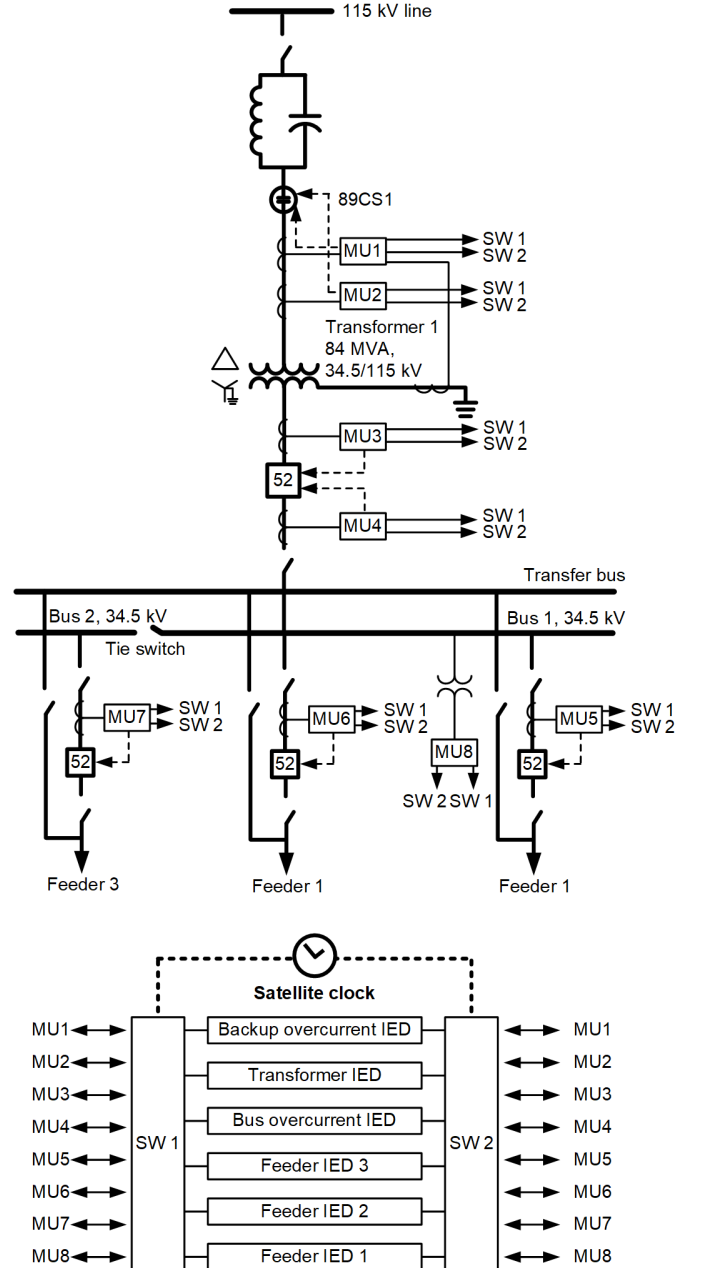 115 kV line
89CS1
MU1
SW 1
SW 2
MU2
SW 1
SW 2
Transformer 1
84 MVA,
34.5/115 kV
MU3
SW 1
SW 2
52
MU4
SW 1
SW 2
Transfer bus
Bus 2, 34.5 kV
Bus 1, 34.5 kV
Tie switch
MU7
SW 1
SW 2
MU6
SW 1
SW 2
MU5
SW 1
SW 2
52
52
MU8
52
SW 2
SW 1
Feeder 3
Feeder 1
Feeder 1
Satellite clock
MU1
Backup overcurrent IED
MU1
MU2
Transformer IED
MU2
MU3
MU3
Bus overcurrent IED
MU4
MU4
SW 1
SW 2
MU5
Feeder IED 3
MU5
MU6
Feeder IED 2
MU6
MU7
MU7
MU8
Feeder IED 1
MU8